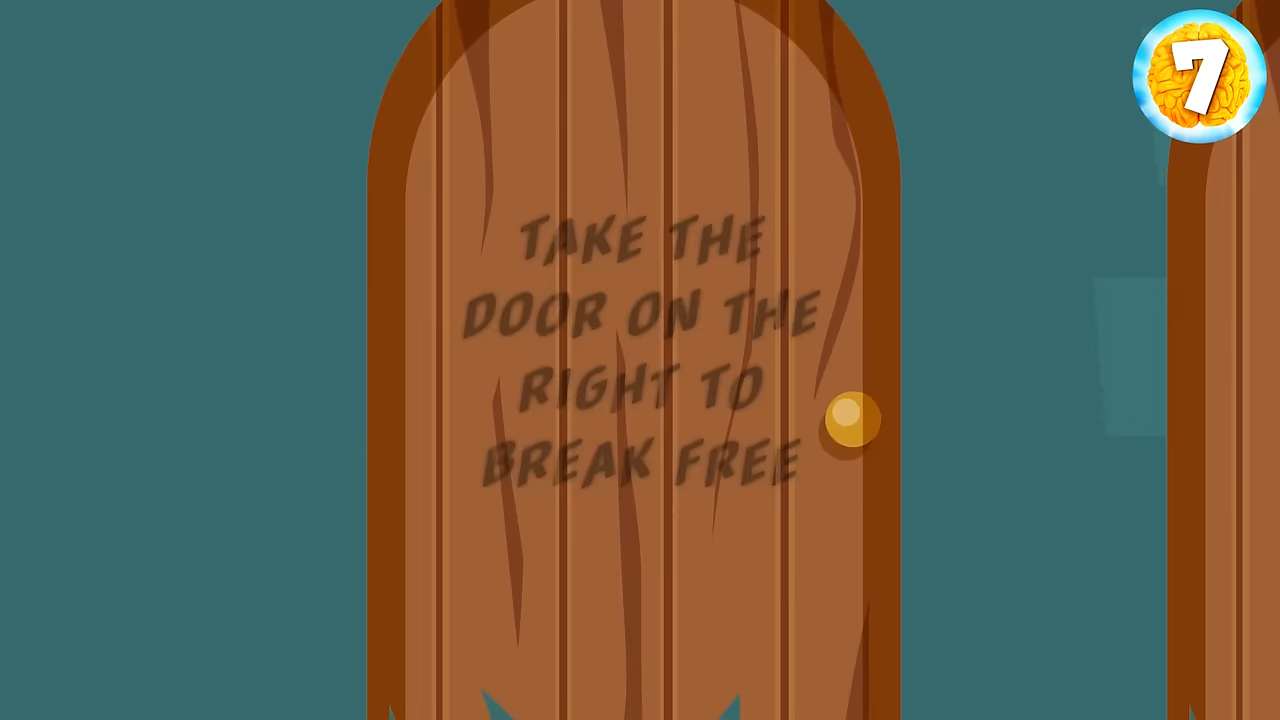 7
TAKE THE
DOOR ON THE
RIGHT TO
BREAK FREE